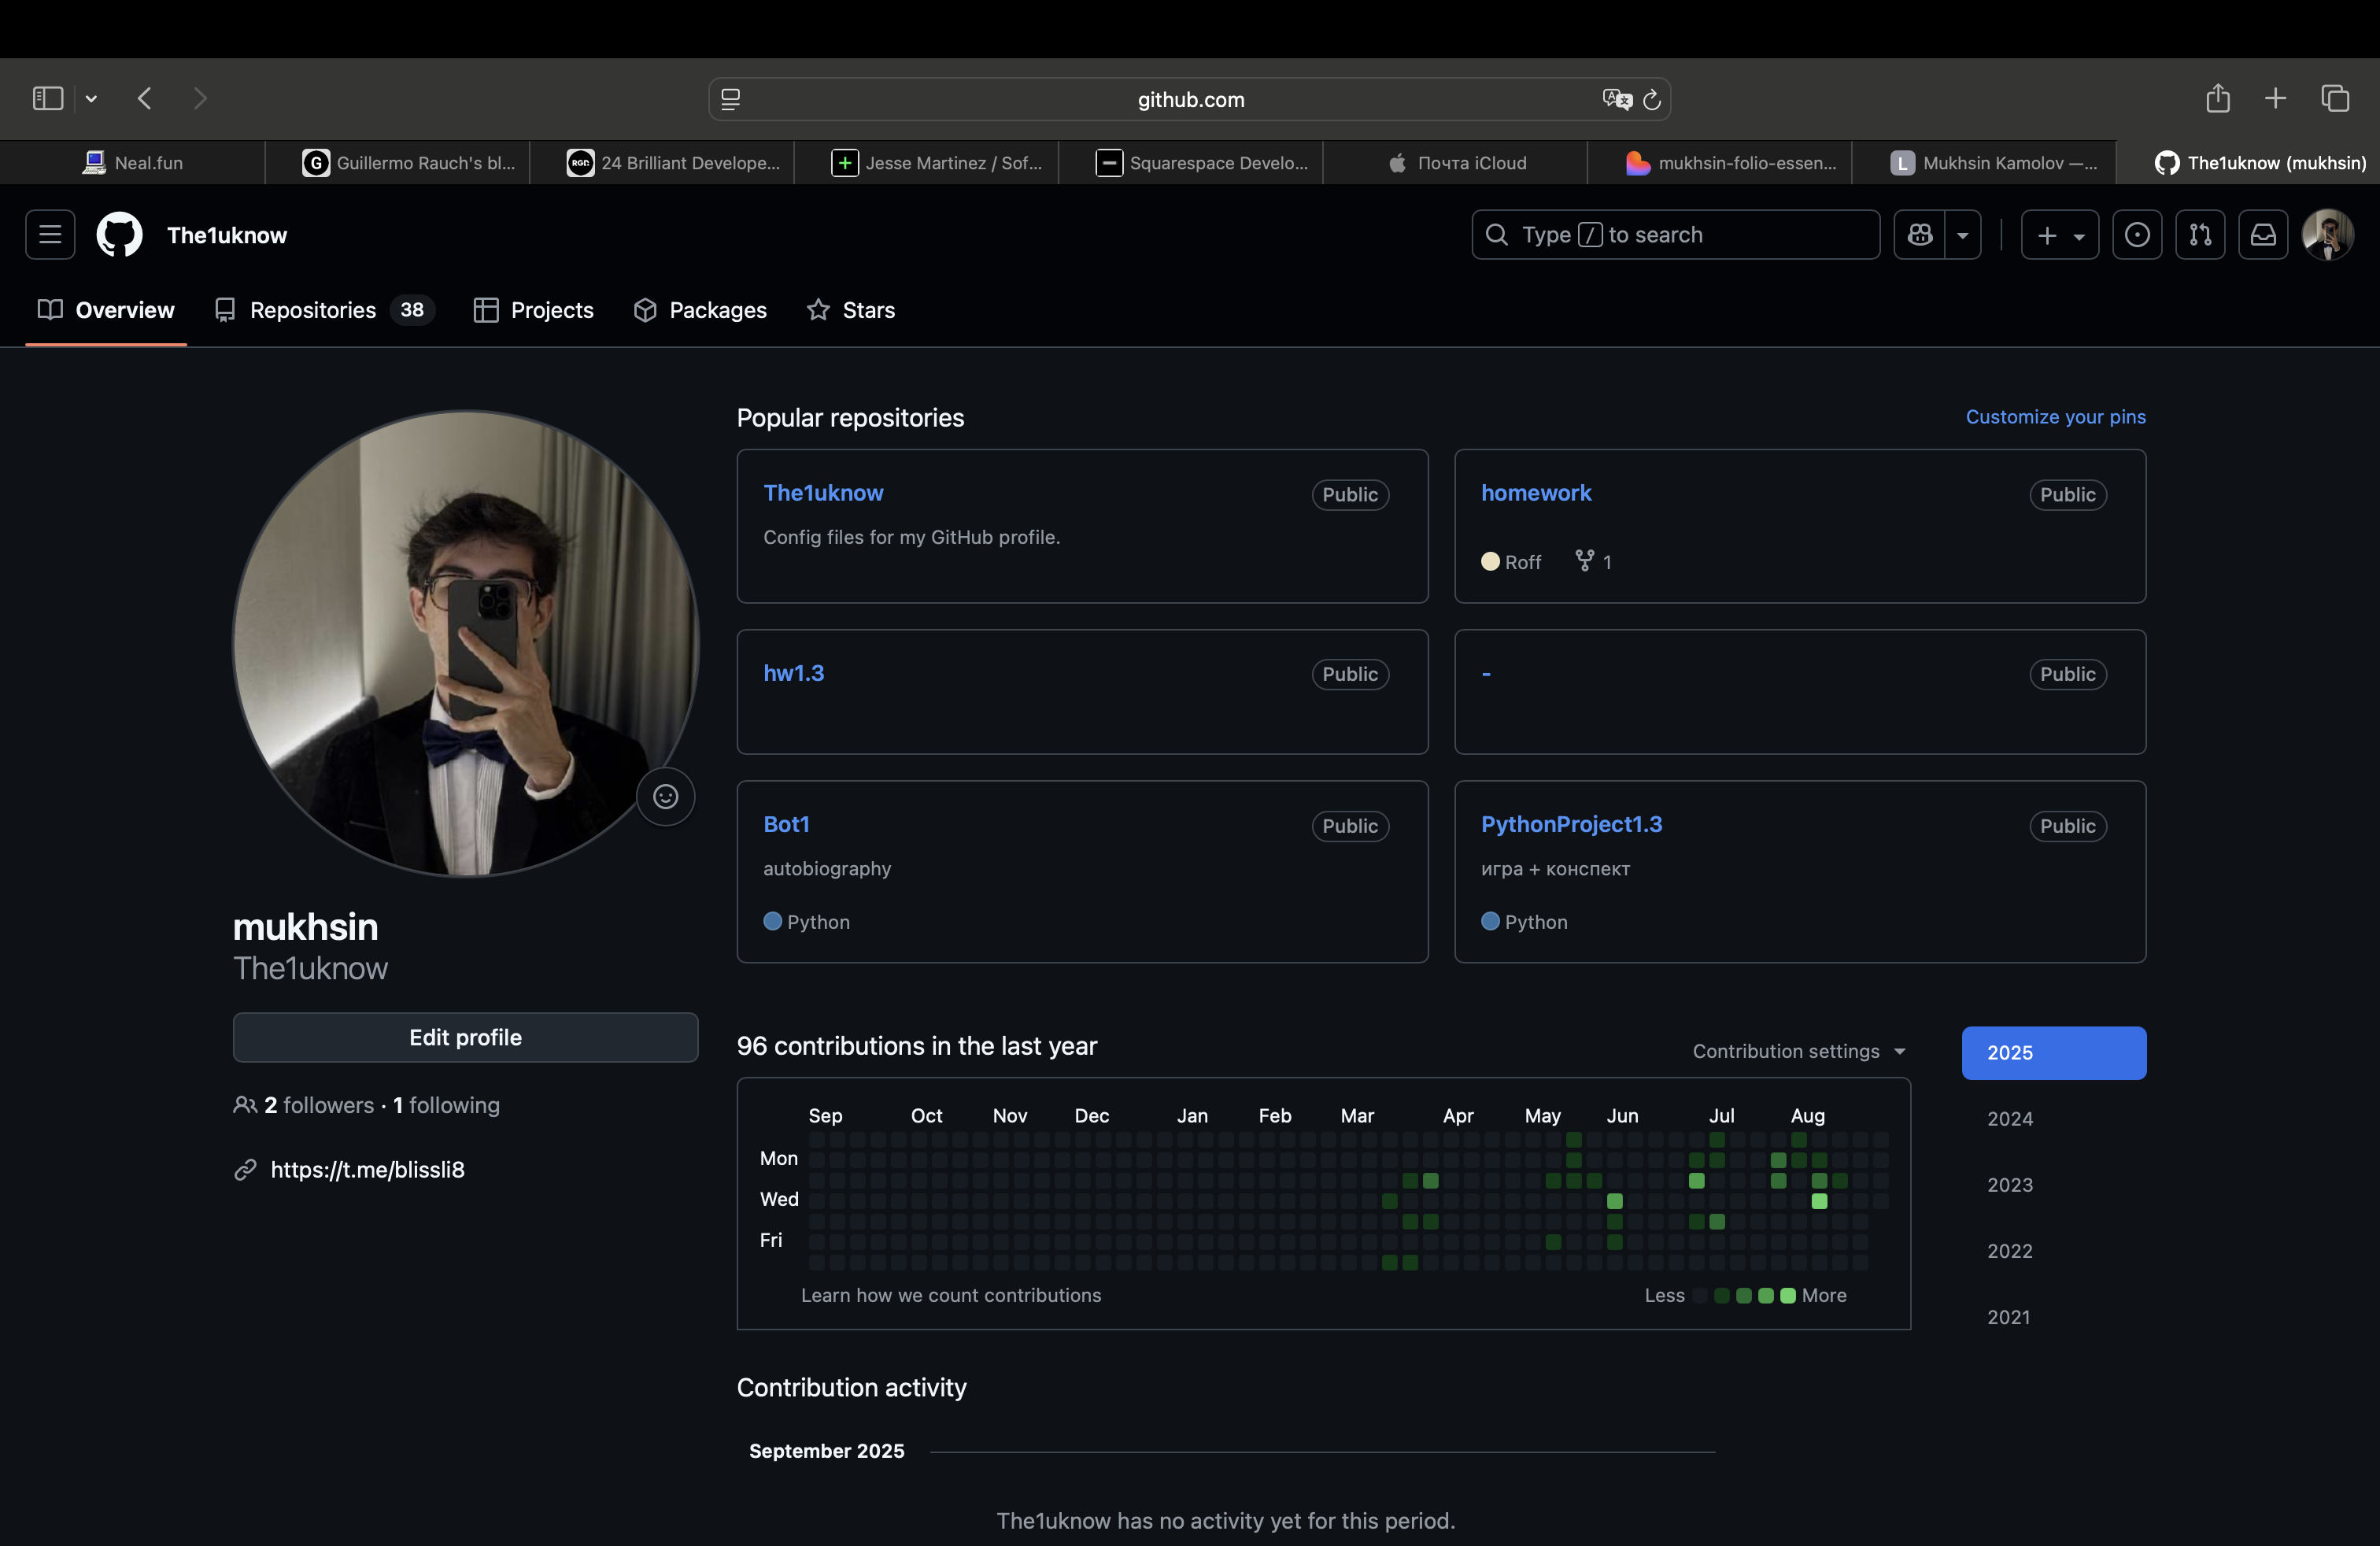 github.com
Neal.fun
Guillermo Rauch's bl...
24 Brilliant Develope...
Jesse Martinez / Sof...
Squarespace Develo...
Почта iCloud
mukhsin-folio-essen...
L Mukhsin Kamolov —...
The1uknow (mukhsin)
The1uknow
Type / to search
Overview
Repositories 38
Projects
Packages
Stars
Popular repositories
Customize your pins
The1uknow
Public
Config files for my GitHub profile.
homework
Public
Roff 1
hw1.3
Public
-
Public
Bot1
Public
autobiography
Python
PythonProject1.3
Public
игра + конспект
Python
mukhsin
The1uknow
Edit profile
2 followers · 1 following
https://t.me/blissli8
96 contributions in the last year
Contribution settings
2025
2024
2023
2022
2021
Sep Oct Nov Dec Jan Feb Mar Apr May Jun Jul Aug
Mon
Wed
Fri
Learn how we count contributions
Less More
Contribution activity
September 2025
The1uknow has no activity yet for this period.